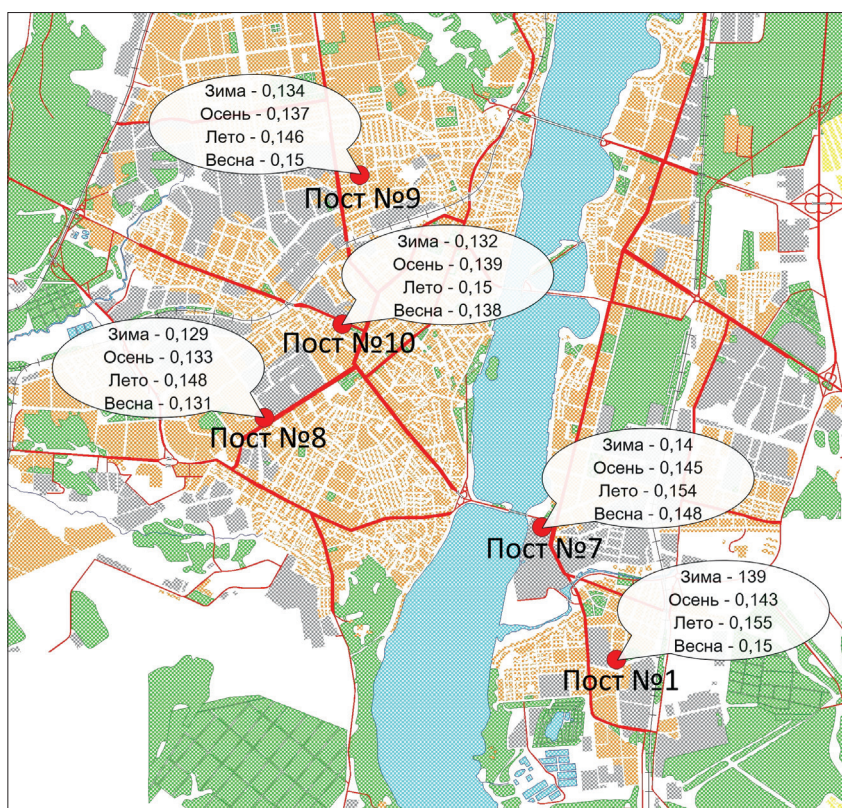 Зима - 0,134
Осень - 0,137
Лето - 0,146
Весна - 0,15
Пост №9
Зима - 0,132
Осень - 0,139
Лето - 0,15
Весна - 0,138
Пост №10
Зима - 0,129
Осень - 0,133
Лето - 0,148
Весна - 0,131
Пост №8
Зима - 0,14
Осень - 0,145
Лето - 0,154
Весна - 0,148
Пост №7
Зима - 139
Осень - 0,143
Лето - 0,155
Весна - 0,15
Пост №1